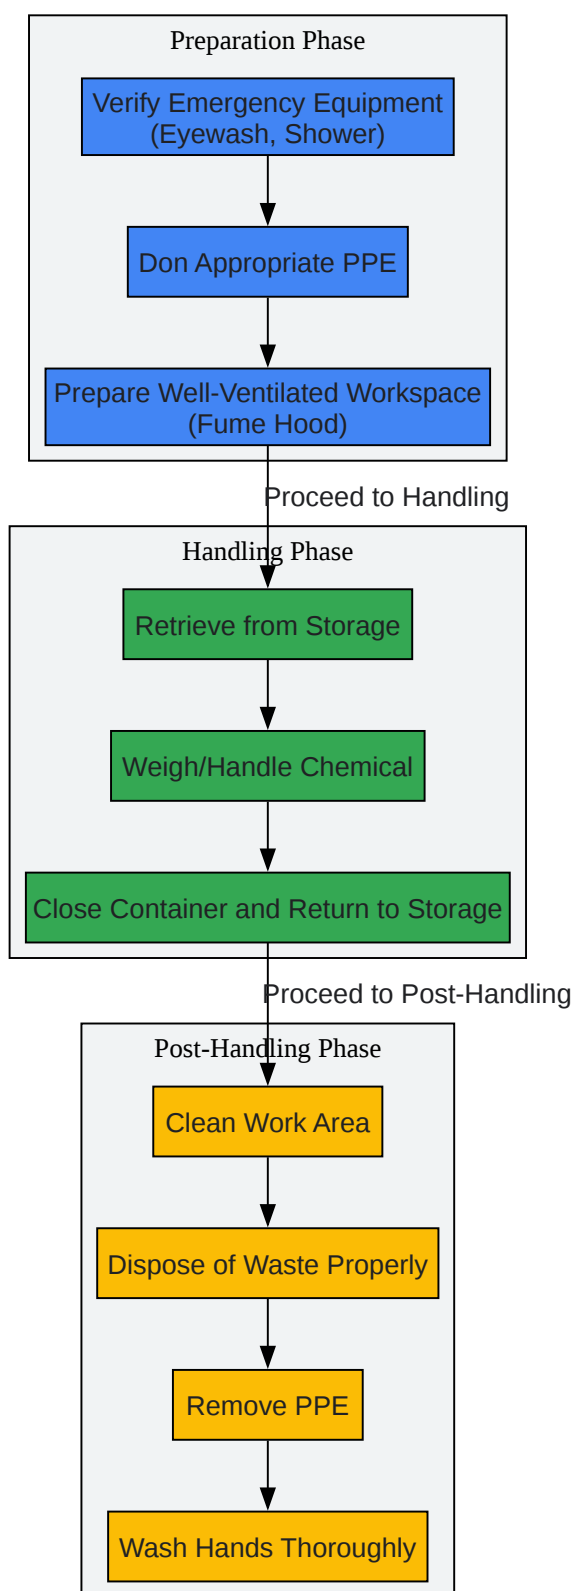 Preparation Phase
Verify Emergency Equipment
(Eyewash, Shower)
Don Appropriate PPE
Prepare Well-Ventilated Workspace
(Fume Hood)
Proceed to Handling
Handling Phase
Retrieve from Storage
Weigh/Handle Chemical
Close Container and Return to Storage
Proceed to Post-Handling
Post-Handling Phase
Clean Work Area
Dispose of Waste Properly
Remove PPE
Wash Hands Thoroughly